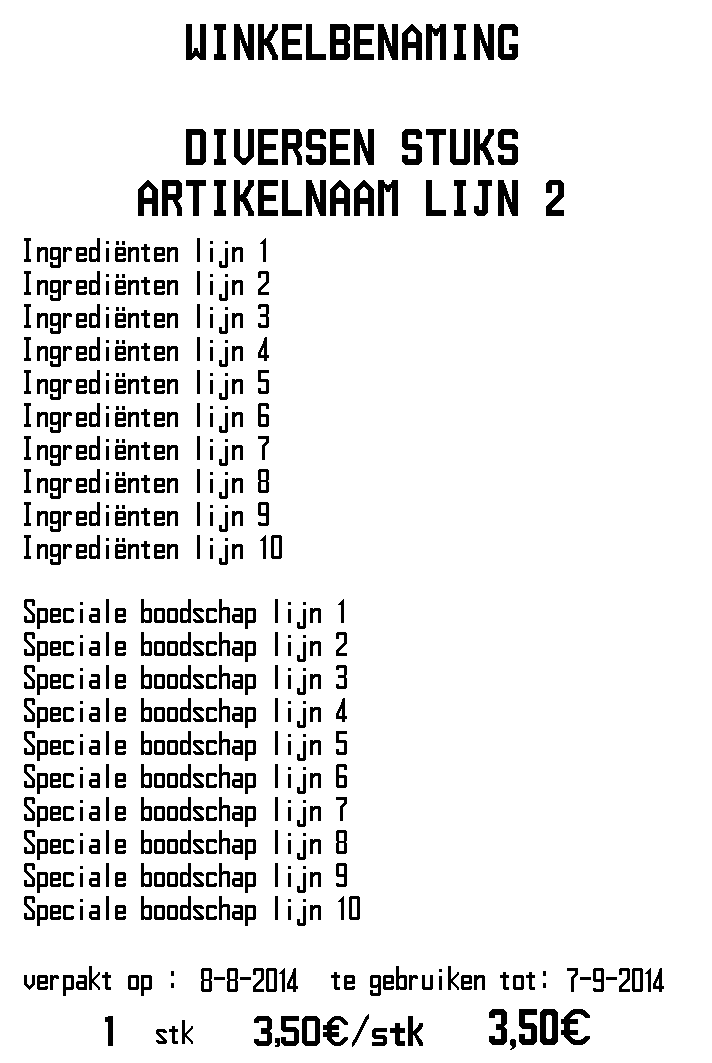 WINKELBENAMING
DIVERSEN STUKS
ARTIKELNAAM LIJN 2
Ingrediënten lijn 1
Ingrediënten lijn 2
Ingrediënten lijn 3
Ingrediënten lijn 4
Ingrediënten lijn 5
Ingrediënten lijn 6
Ingrediënten lijn 7
Ingrediënten lijn 8
Ingrediënten lijn 9
Ingrediënten lijn 10
Speciale boodschap lijn 1
Speciale boodschap lijn 2
Speciale boodschap lijn 3
Speciale boodschap lijn 4
Speciale boodschap lijn 5
Speciale boodschap lijn 6
Speciale boodschap lijn 7
Speciale boodschap lijn 8
Speciale boodschap lijn 9
Speciale boodschap lijn 10
verpakt op : 8-8-2014 te gebruiken tot: 7-9-2014
1 stk 3,50€/stk 3,50€